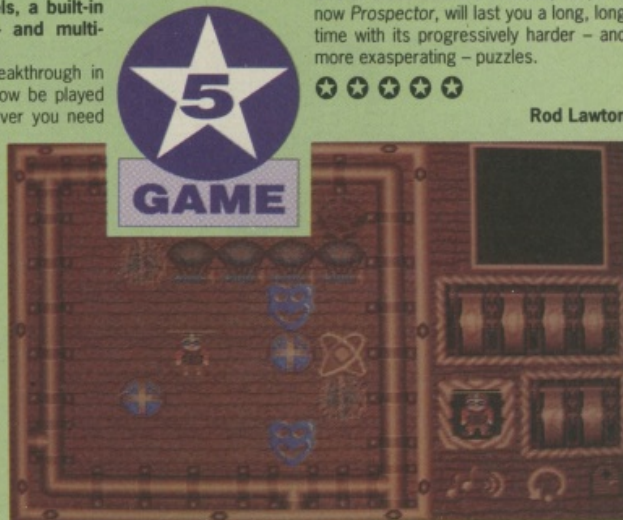 els, a built-in
and multi-
eakthrough in
ow be played
ver you need
5
GAME
now Prospector, will last you a long, long
time with its progressively harder – and
more exasperating – puzzles.
✪ ✪ ✪ ✪ ✪
Rod Lawton